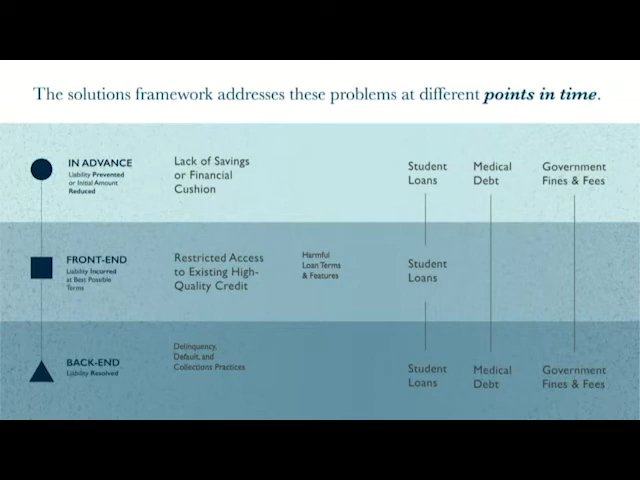 The solutions framework addresses these problems at different points in time.
IN ADVANCE
Liability Prevented
or Initial Amount
Reduced
Lack of Savings
or Financial
Cushion
Student
Loans
Medical
Debt
Government
Fines & Fees
FRONT-END
Liability Incurred
at Best Possible
Terms
Restricted Access
to Existing High-
Quality Credit
Harmful
Loan Terms
& Features
Student
Loans
BACK-END
Liability Resolved
Delinquency,
Default, and
Collections Practices
Student
Loans
Medical
Debt
Government
Fines & Fees